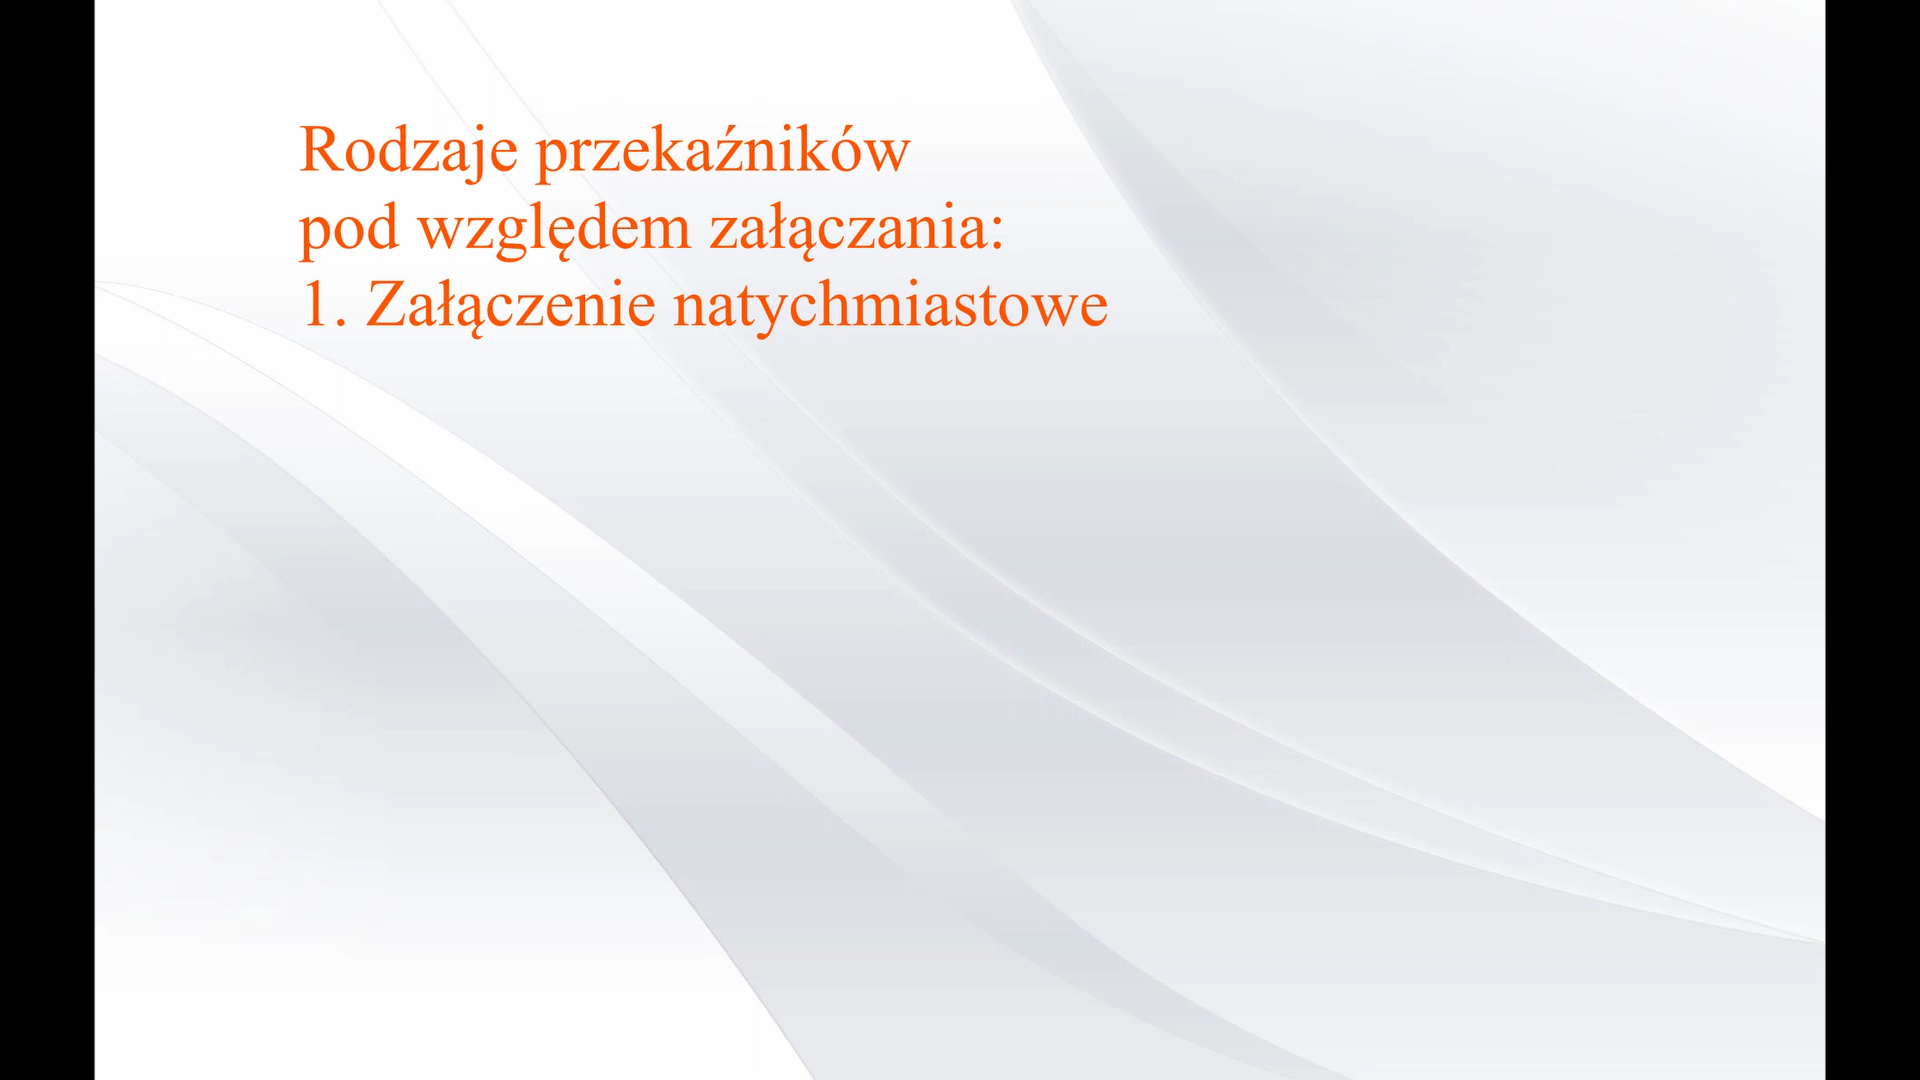 Rodzaje przekaźników
pod względem załączania:
1. Załączenie natychmiastowe